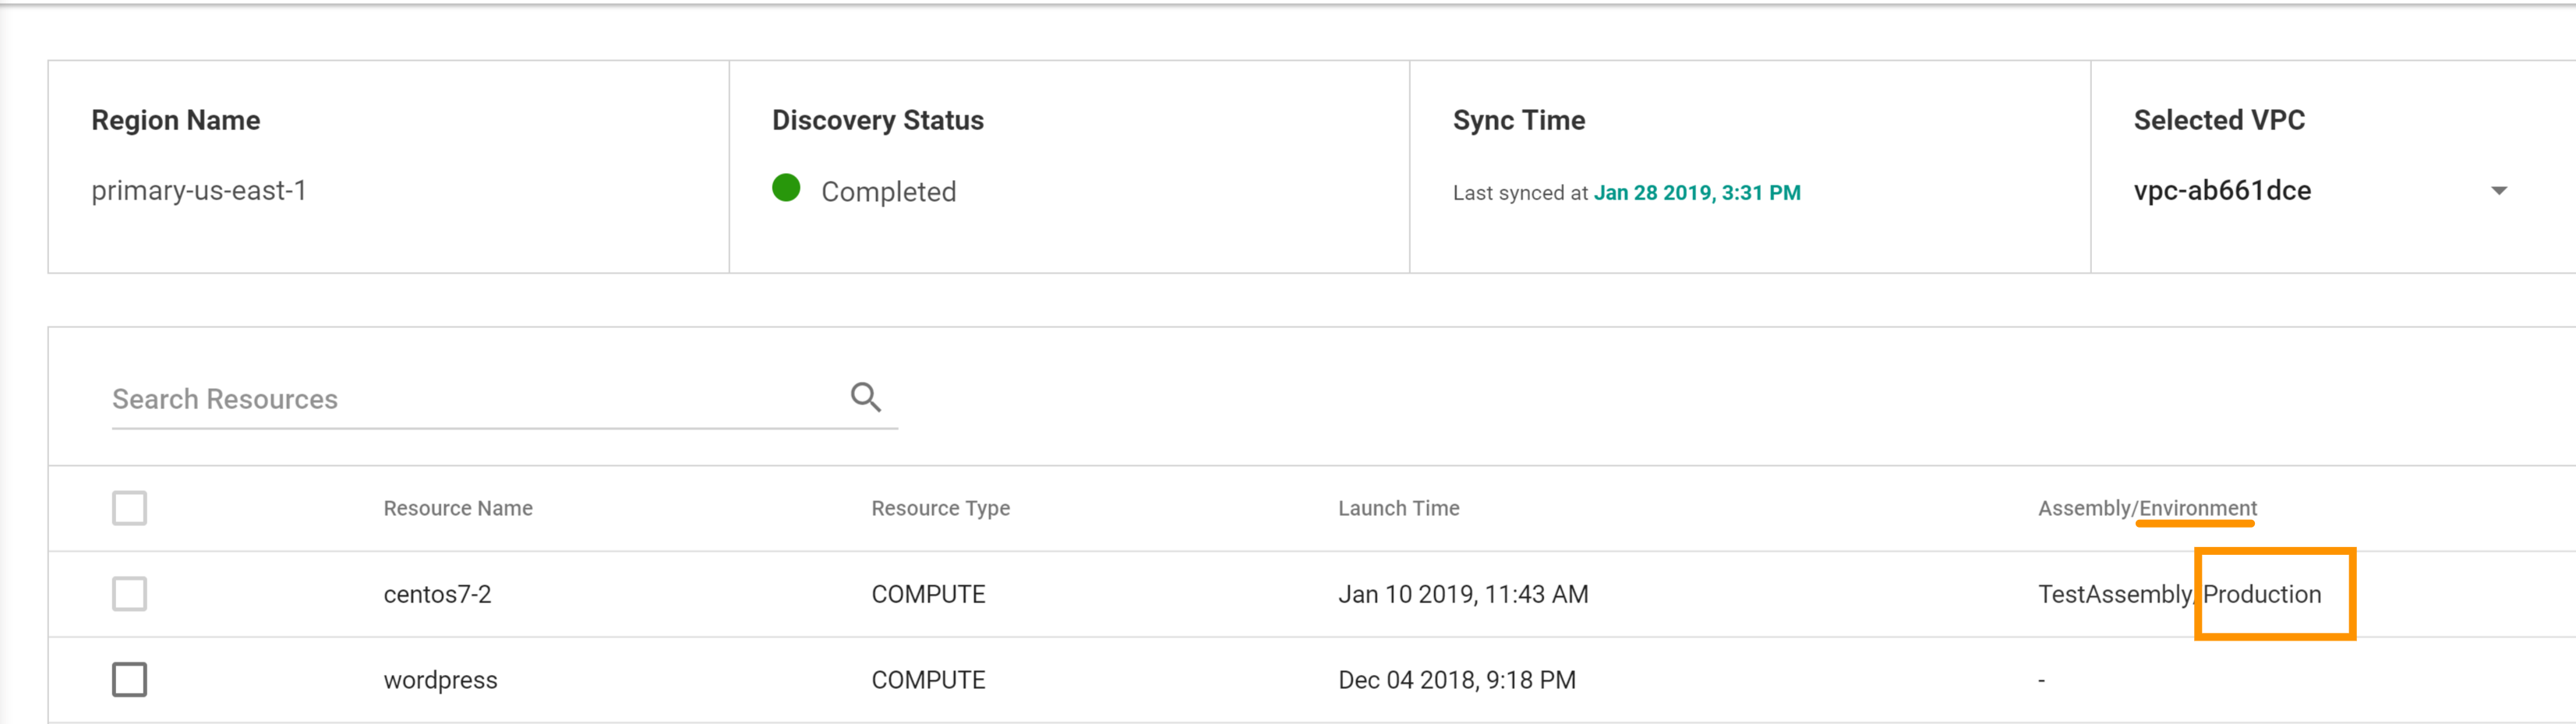 Region Name
Discovery Status
Sync Time
Selected VPC
primary-us-east-1
Completed
Last synced at Jan 28 2019, 3:31 PM
vpc-ab661dce
Search Resources
Resource Name
Resource Type
Launch Time
Assembly/Environment
centos7-2
COMPUTE
Jan 10 2019, 11:43 AM
TestAssembly/Production
wordpress
COMPUTE
Dec 04 2018, 9:18 PM
-